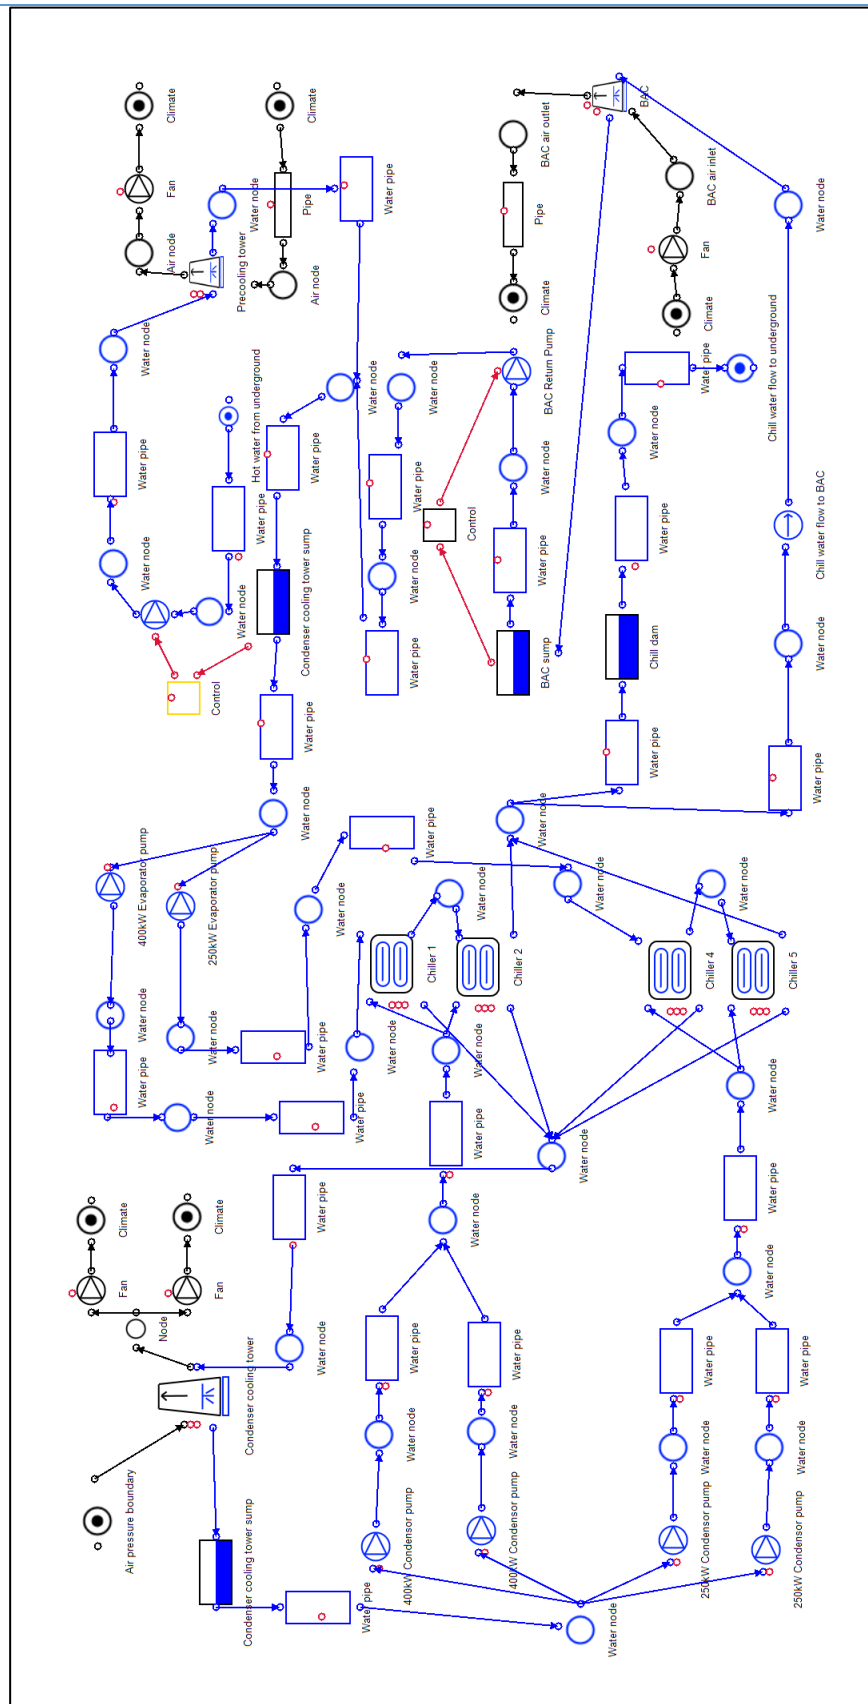 Air pressure boundary
Fan
Climate
Node
Water pipe
Water node
400kW Evaporator pump
Water node
Water pipe
Water node
Air node
Fan
Climate
Fan
Climate
Water node
Water node
250kW Evaporator pump
Control
Water node
Water pipe
Precooling tower
Water node
Condenser cooling tower sump
Condenser cooling tower
Hot water from underground
Water node
Water pipe
Water node
Condenser cooling tower sump
Water pipe
Air node
Pipe
Climate
Water pipe
Water node
Water pipe
Water pipe
Water node
Water pipe
Water node
Water pipe
Water node
Water pipe
Water pipe
400kW Condensor pump
Water node
Water pipe
Chiller 1
Water pipe
Water node
Water pipe
Water node
Water node
Water pipe
Water node
Water node
Control
400kW Condensor pump
Water node
Water pipe
Chiller 2
BAC sump
Water pipe
Water node
BAC Return Pump
Climate
Pipe
BAC air outlet
Water node
Water node
Water node
Water node
Water pipe
Chill dam
Water pipe
Water node
BAC
250kW Condensor pump
Water node
Water pipe
Chiller 4
Water pipe
Climate
Fan
BAC air inlet
Water node
Water node
Water pipe
Water node
Chill water flow to underground
250kW Condensor pump
Water node
Water pipe
Chiller 5
Water pipe
Water node
Chill water flow to BAC
Water node